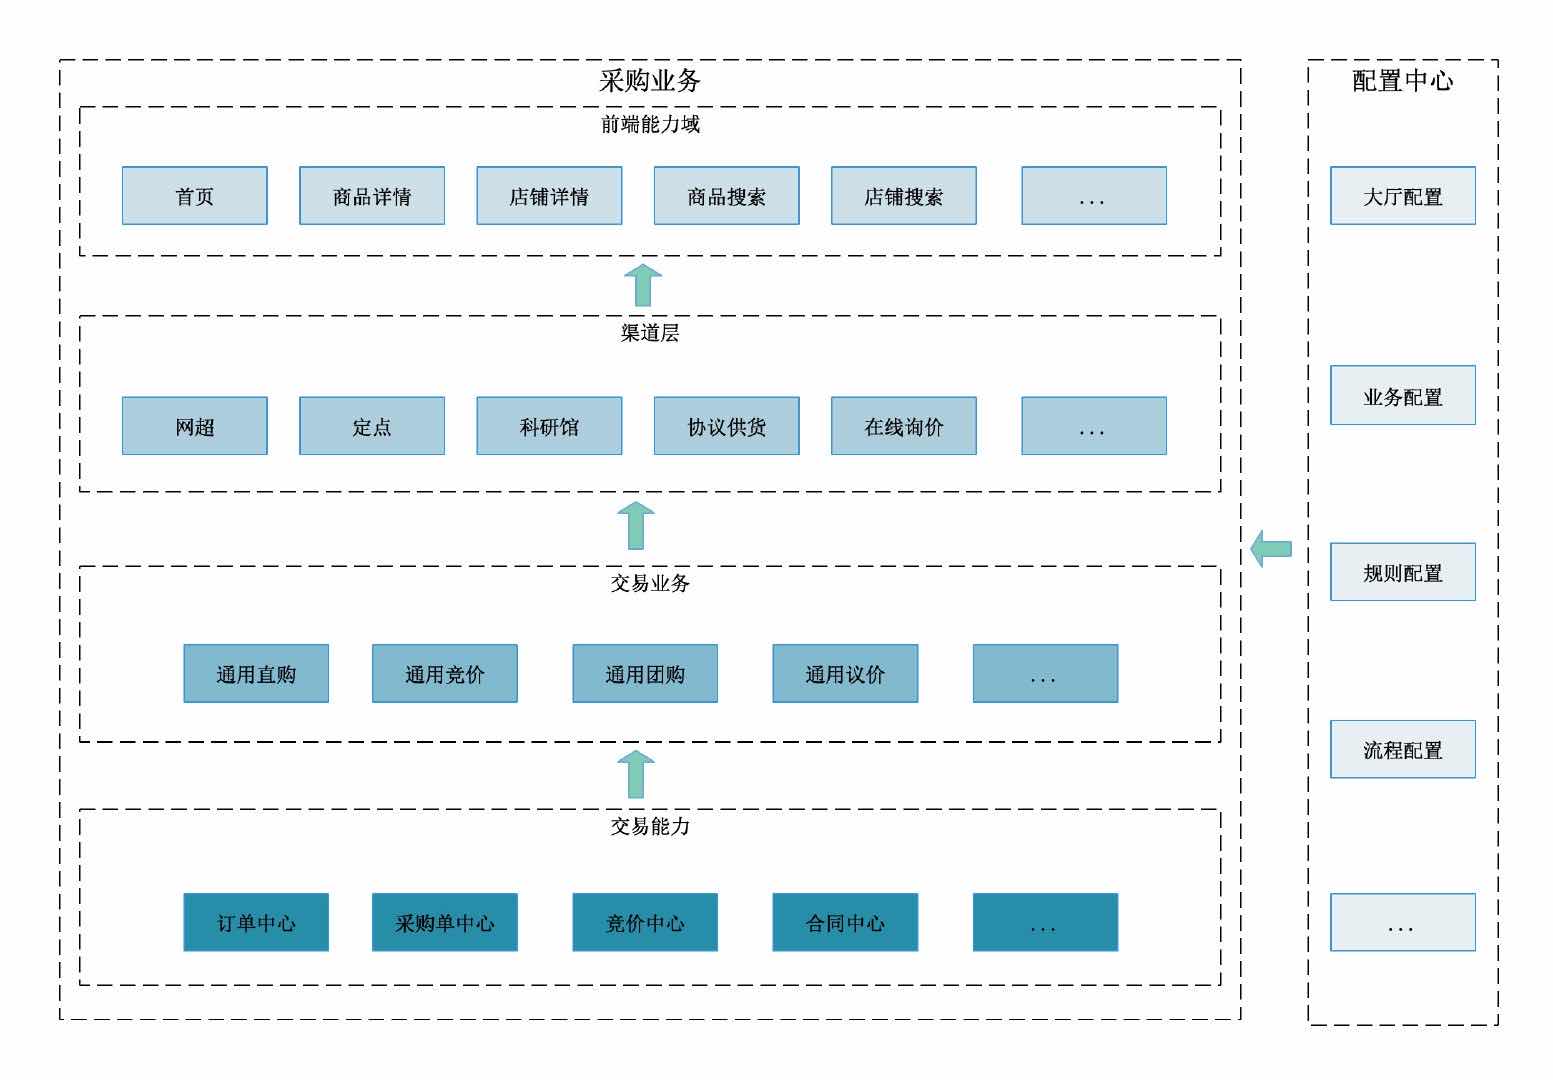 采购业务
前端能力域
首页
商品详情
店铺详情
商品搜索
店铺搜索
...
渠道层
网超
定点
科研馆
协议供货
在线询价
...
交易业务
通用直购
通用竞价
通用团购
通用议价
...
交易能力
订单中心
采购单中心
竞价中心
合同中心
...
配置中心
大厅配置
业务配置
规则配置
流程配置
...